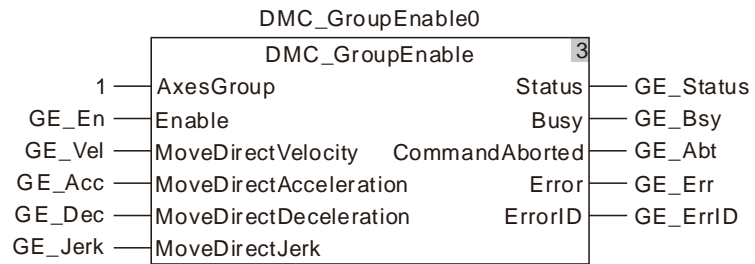 DMC_GroupEnable0
DMC_GroupEnable 3
1 AxesGroup Status GE_Status
GE_En Enable Busy GE_Bsy
GE_Vel MoveDirectVelocity CommandAborted GE_Abt
GE_Acc MoveDirectAcceleration Error GE_Err
GE_Dec MoveDirectDeceleration ErrorID GE_ErrID
GE_Jerk MoveDirectJerk